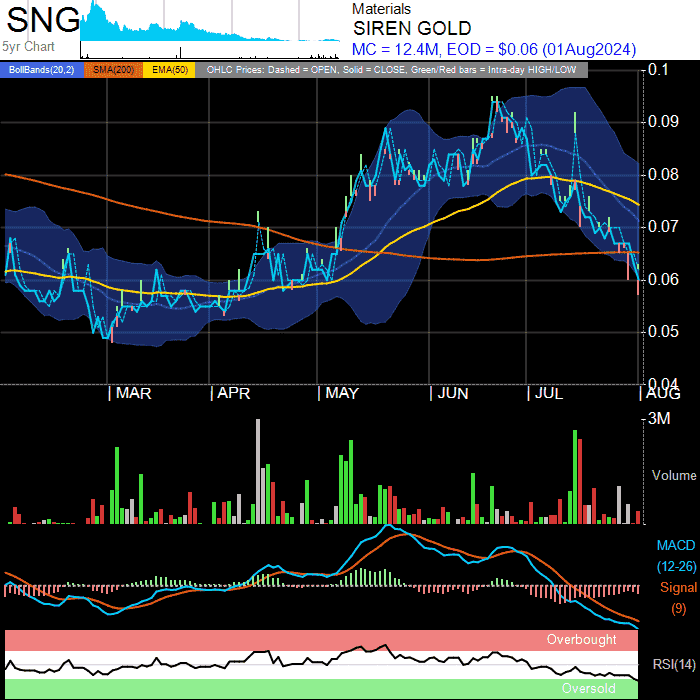 SNG
5yr Chart
Materials
SIREN GOLD
MC = 12.4M, EOD = $0.06 (01Aug2024)
BollBands(20,2) SMA(200) EMA(50) OHLC Prices: Dashed = OPEN, Solid = CLOSE, Green/Red bars = Intra-day HIGH/LOW
0.1
0.09
0.08
0.07
0.06
0.05
0.04
MAR APR MAY JUN JUL AUG
3M
Volume
MACD
(12-26)
Signal
(9)
Overbought
RSI(14)
Oversold